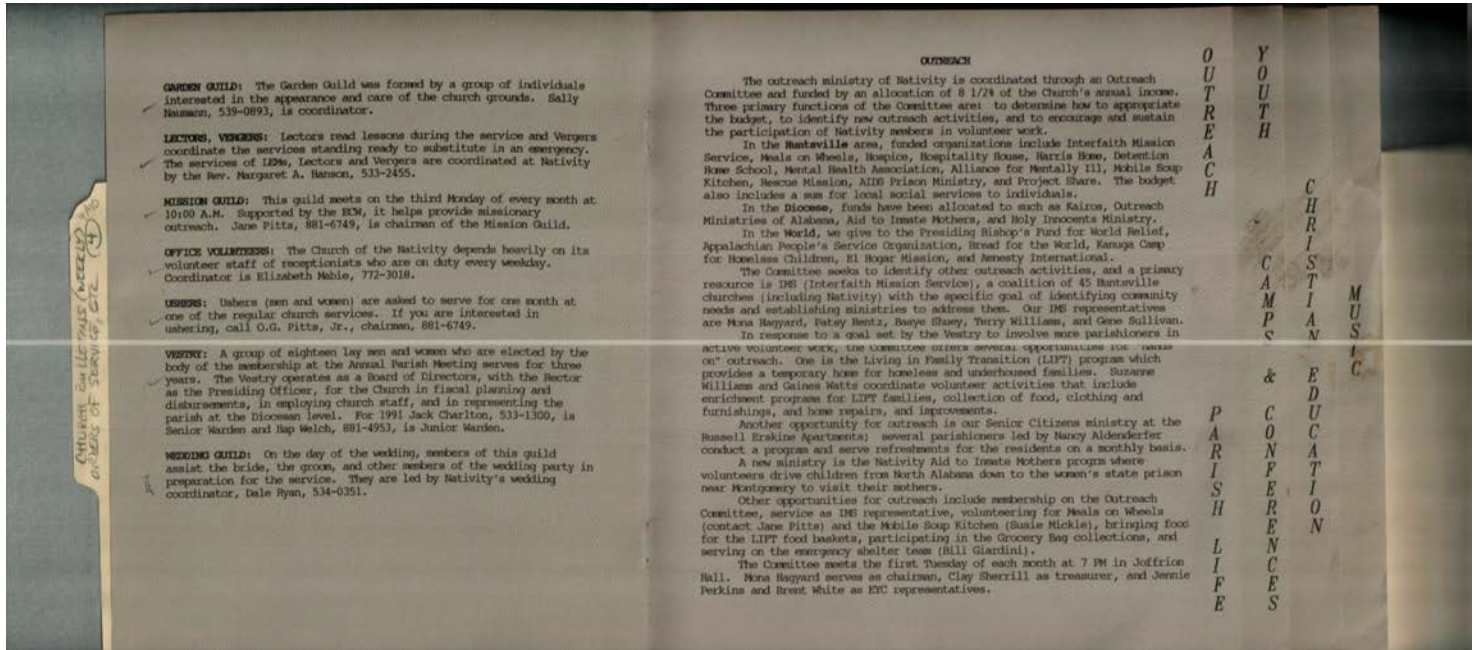 CHURCH BULLETINS (WEEKLY)
ORDERS OF SERVICE, ETC (4)
GARDEN GUILD: The Garden Guild was formed by a group of individuals
interested in the appearance and care of the church grounds. Sally
Naumann, 539-0893, is coordinator.
LECTORS, VERGERS: Lectors read lessons during the service and Vergers
coordinate the services standing ready to substitute in an emergency.
The services of LEMs, Lectors and Vergers are coordinated at Nativity
by the Rev. Margaret A. Hanson, 533-2455.
MISSION GUILD: This guild meets on the third Monday of every month at
10:00 A.M. Supported by the ECW, it helps provide missionary
outreach. Jane Pitts, 881-6749, is chairman of the Mission Guild.
OFFICE VOLUNTEERS: The Church of the Nativity depends heavily on its
volunteer staff of receptionists who are on duty every weekday.
Coordinator is Elizabeth Mabie, 772-3018.
USHERS: Ushers (men and women) are asked to serve for one month at
one of the regular church services. If you are interested in
ushering, call O.G. Pitts, Jr., chairman, 881-6749.
VESTRY: A group of eighteen lay men and women who are elected by the
body of the membership at the Annual Parish Meeting serves for three
years. The Vestry operates as a Board of Directors, with the Rector
as the Presiding Officer, for the Church in fiscal planning and
disbursements, in employing church staff, and in representing the
parish at the Diocesan level. For 1991 Jack Charlton, 533-1300, is
Senior Warden and Hap Welch, 881-4953, is Junior Warden.
WEDDING GUILD: On the day of the wedding, members of this guild
assist the bride, the groom, and other members of the wedding party in
preparation for the service. They are led by Nativity's wedding
coordinator, Dale Ryan, 534-0351.
OUTREACH
The outreach ministry of Nativity is coordinated through an Outreach
Committee and funded by an allocation of 8 1/2% of the Church's annual income.
Three primary functions of the Committee are: to determine how to appropriate
the budget, to identify new outreach activities, and to encourage and sustain
the participation of Nativity members in volunteer work.
In the Huntsville area, funded organizations include Interfaith Mission
Service, Meals on Wheels, Hospice, Hospitality House, Harris Home, Detention
Home School, Mental Health Association, Alliance for Mentally Ill, Mobile Soup
Kitchen, Rescue Mission, AIDS Prison Ministry, and Project Share. The budget
also includes a sum for local social services to individuals.
In the Diocese, funds have been allocated to such as Kairos, Outreach
Ministries of Alabama, Aid to Inmate Mothers, and Holy Innocents Ministry.
In the World, we give to the Presiding Bishop's Fund for World Relief,
Appalachian People's Service Organization, Bread for the World, Kanuga Camp
for Homeless Children, El Hogar Mission, and Amnesty International.
The Committee seeks to identify other outreach activities, and a primary
resource is IMS (Interfaith Mission Service), a coalition of 45 Huntsville
churches (including Nativity) with the specific goal of identifying community
needs and establishing ministries to address them. Our IMS representatives
are Mona Hagyard, Patsy Hentz, Basye Shuey, Terry Williams, and Gene Sullivan.
In response to a goal set by the Vestry to involve more parishioners in
active volunteer work, the Committee offers several opportunities for "hands
on" outreach. One is the Living in Family Transition (LIFT) program which
provides a temporary home for homeless and underhoused families. Suzanne
Williams and Gaines Watts coordinate volunteer activities that include
enrichment programs for LIFT families, collection of food, clothing and
furnishings, and home repairs, and improvements.
Another opportunity for outreach is our Senior Citizens ministry at the
Russell Erskine Apartments; several parishioners led by Nancy Aldenderfer
conduct a program and serve refreshments for the residents on a monthly basis.
A new ministry is the Nativity Aid to Inmate Mothers progrm where
volunteers drive children from North Alabama down to the women's state prison
near Montgomery to visit their mothers.
Other opportunities for outreach include membership on the Outreach
Committee, service as IMS representative, volunteering for Meals on Wheels
(contact Jane Pitts) and the Mobile Soup Kitchen (Susie Mickle), bringing food
for the LIFT food baskets, participating in the Grocery Bag collections, and
serving on the emergency shelter team (Bill Giardini).
The Committee meets the first Tuesday of each month at 7 PM in Joffrion
Hall. Mona Hagyard serves as chairman, Clay Sherrill as treasurer, and Jennie
Perkins and Brent White as EYC representatives.
OUTREACH
PARISH LIFE
YOUTH
CAMPS & CONFERENCES
CHRISTIAN EDUCATION
MUSIC